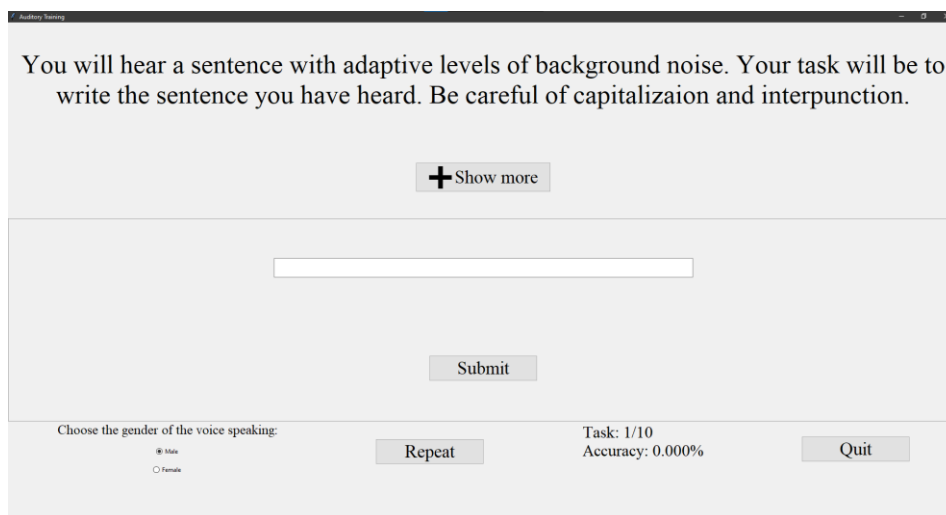 Auditory Training
You will hear a sentence with adaptive levels of background noise. Your task will be to
write the sentence you have heard. Be careful of capitalizaion and interpunction.
Show more
Submit
Choose the gender of the voice speaking:
Male
Female
Repeat
Task: 1/10
Accuracy: 0.000%
Quit